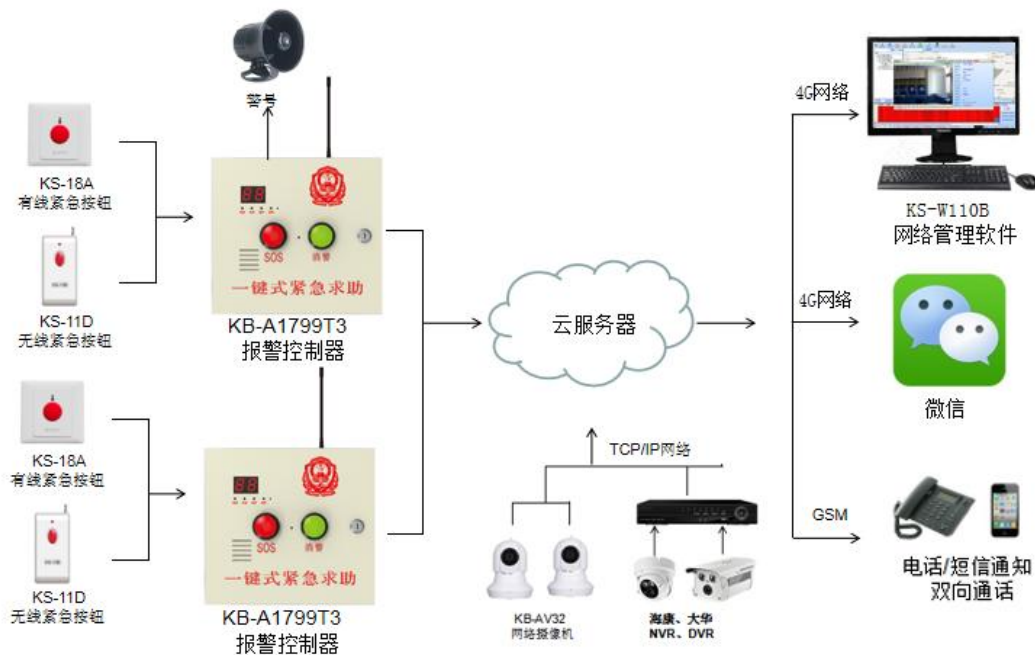 警号
KS-18A
有线紧急按钮
KS-11D
无线紧急按钮
88
SOS
消警
一键式紧急求助
KB-A1799T3
报警控制器
KS-18A
有线紧急按钮
KS-11D
无线紧急按钮
88
SOS
消警
一键式紧急求助
KB-A1799T3
报警控制器
云服务器
TCP/IP网络
KB-AV32
网络摄像机
海康、大华
NVR、DVR
4G网络
KS-W110B
网络管理软件
4G网络
微信
GSM
电话/短信通知
双向通话